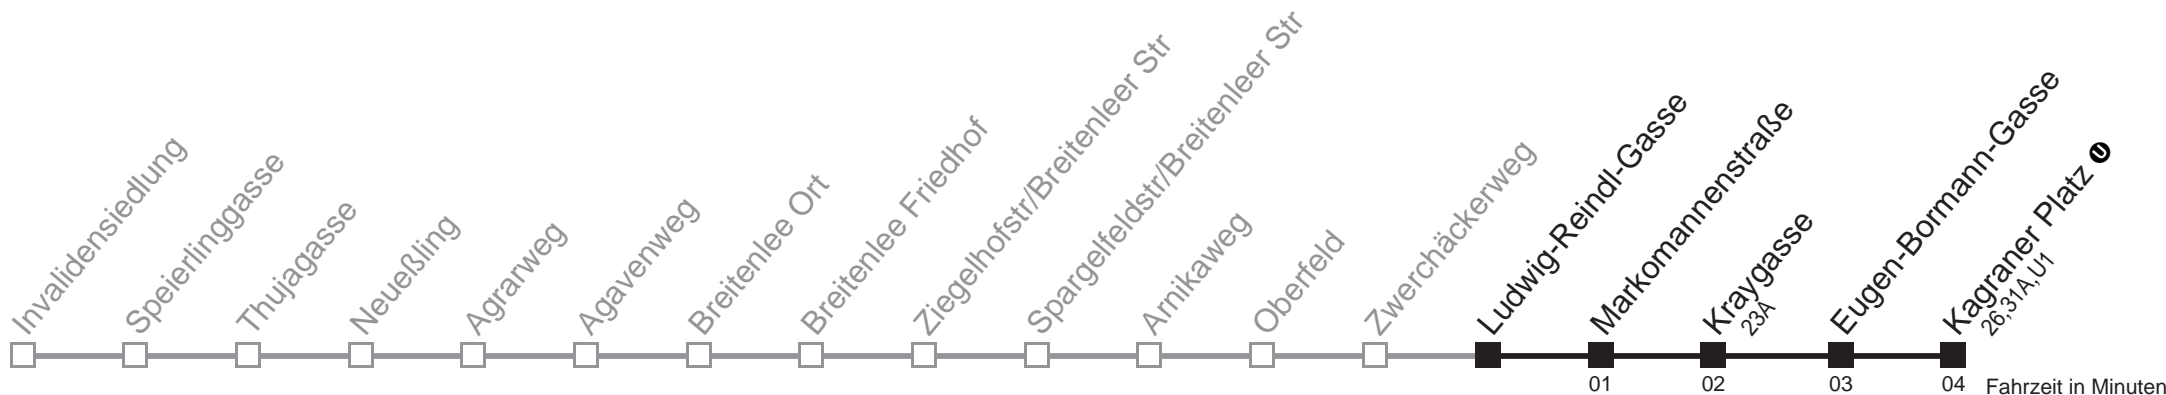 Invalidensiedlung
Speierlinggasse
Thujagasse
Neueßling
Agrarweg
Agavenweg
Breitenlee Ort
Breitenlee Friedhof
Ziegelhofstr/Breitenleer Str
Spargelfeldstr/Breitenleer Str
Arnikaweg
Oberfeld
Zwerchäckerweg
Ludwig-Reindl-Gasse
Markomannenstraße
Kraygasse
23A
Eugen-Bormann-Gasse
Kagraner Platz U
26,31A,U1
01 02 03 04 Fahrzeit in Minuten